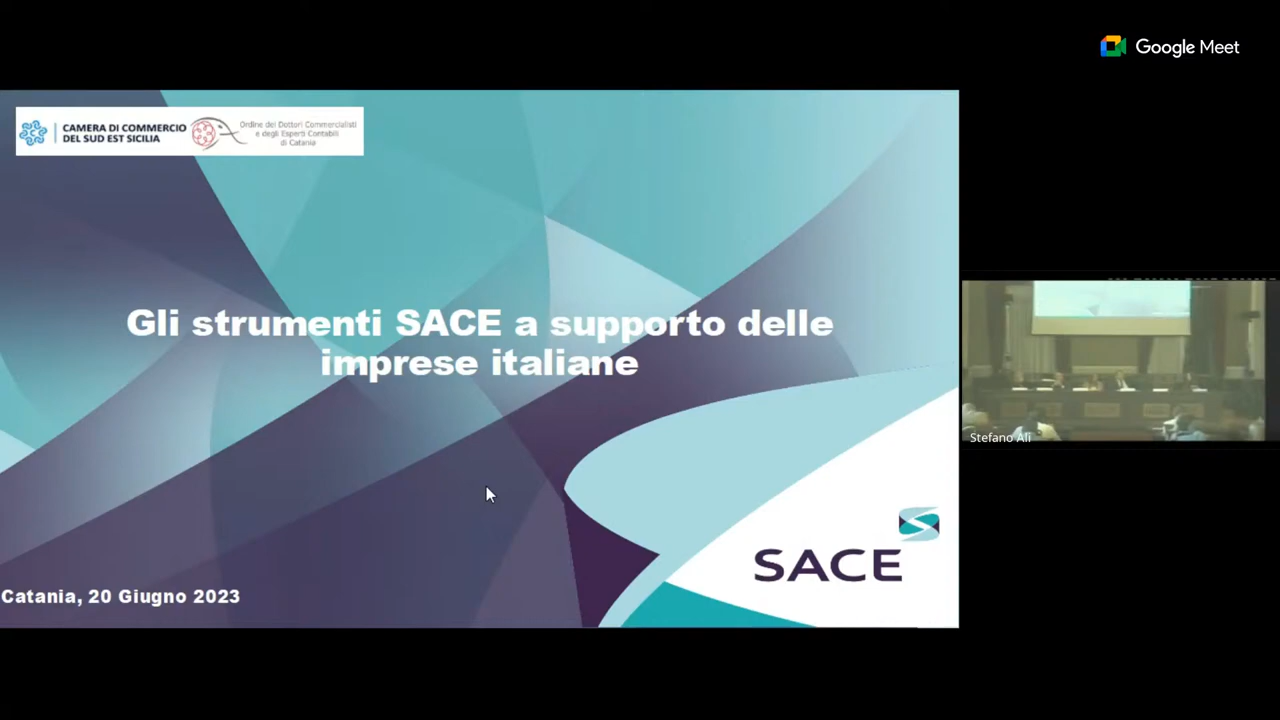 Google Meet
CAMERA DI COMMERCIO
DEL SUD EST SICILIA
Ordine dei Dottori Commercialisti
e degli Esperti Contabili
di Catania
Gli strumenti SACE a supporto delle
imprese italiane
Stefano Alì
SACE
Catania, 20 Giugno 2023